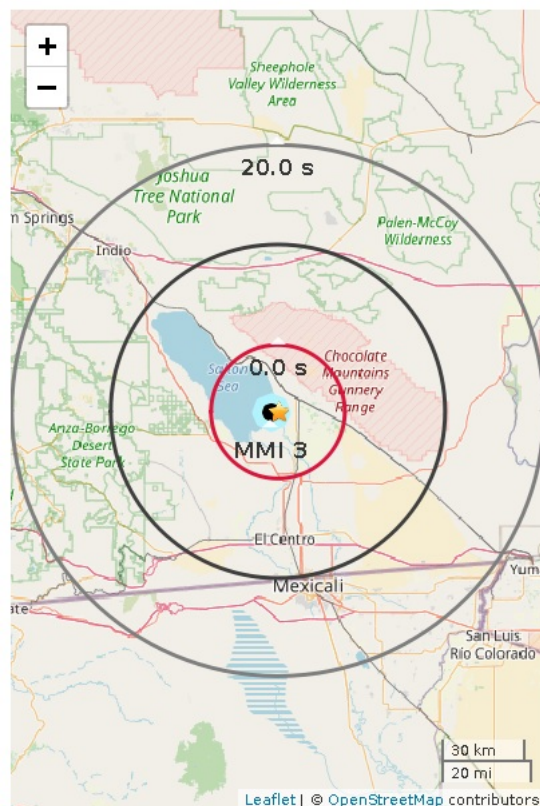 +
−
Sheephole
Valley Wilderness
Area
20.0 s
Joshua
Tree National
Park
m Springs
Palen-McCoy
Wilderness
Indio
0.0 s
Salton
Sea
Chocolate
Mountains
Gunnery
Range
Anza-Borrego
Desert
State Park
MMI 3
El Centro
Mexicali
Yum
ate
San Luis
Río Colorado
30 km
20 mi
Leaflet | © OpenStreetMap contributors